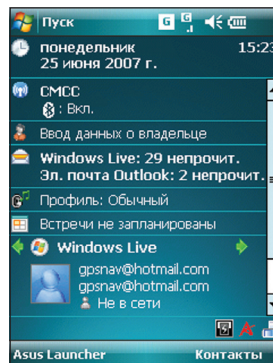 Пуск
понедельник 15:23
25 июня 2007 г.
CMCC
: Вкл.
Ввод данных о владельце
Windows Live: 29 непрочит.
Эл. почта Outlook: 2 непрочит.
Профиль: Обычный
Встречи не запланированы
Windows Live
gpsnav@hotmail.com
gpsnav@hotmail.com
Не в сети
Asus Launcher Контакты